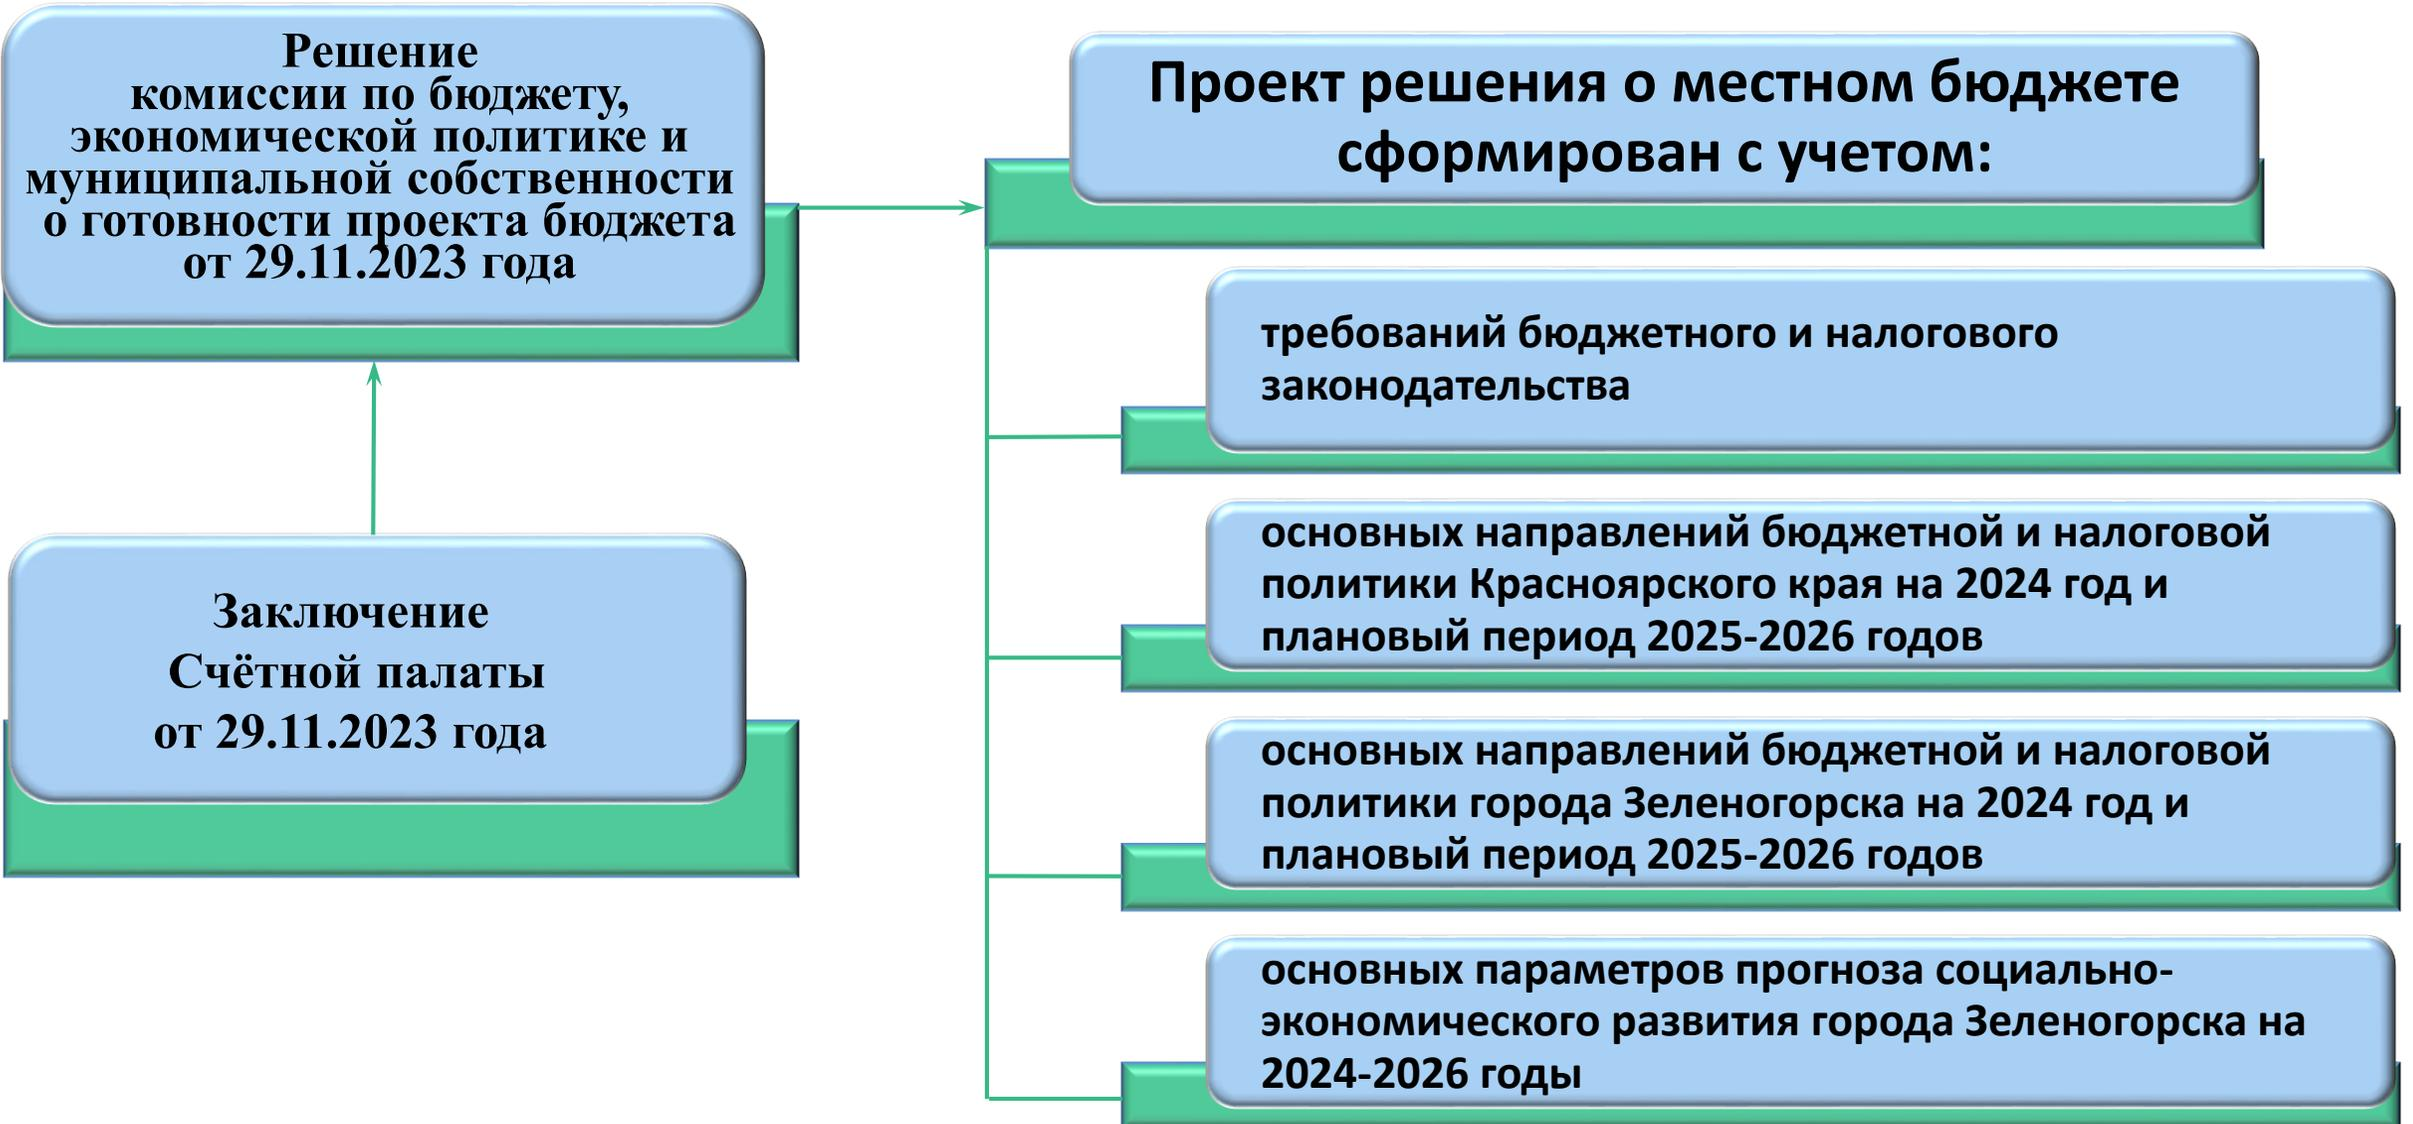 Решение
комиссии по бюджету,
экономической политике и
муниципальной собственности
о готовности проекта бюджета
от 29.11.2023 года
Заключение
Счётной палаты
от 29.11.2023 года
Проект решения о местном бюджете
сформирован с учетом:
требований бюджетного и налогового
законодательства
основных направлений бюджетной и налоговой
политики Красноярского края на 2024 год и
плановый период 2025-2026 годов
основных направлений бюджетной и налоговой
политики города Зеленогорска на 2024 год и
плановый период 2025-2026 годов
основных параметров прогноза социально-
экономического развития города Зеленогорска на
2024-2026 годы